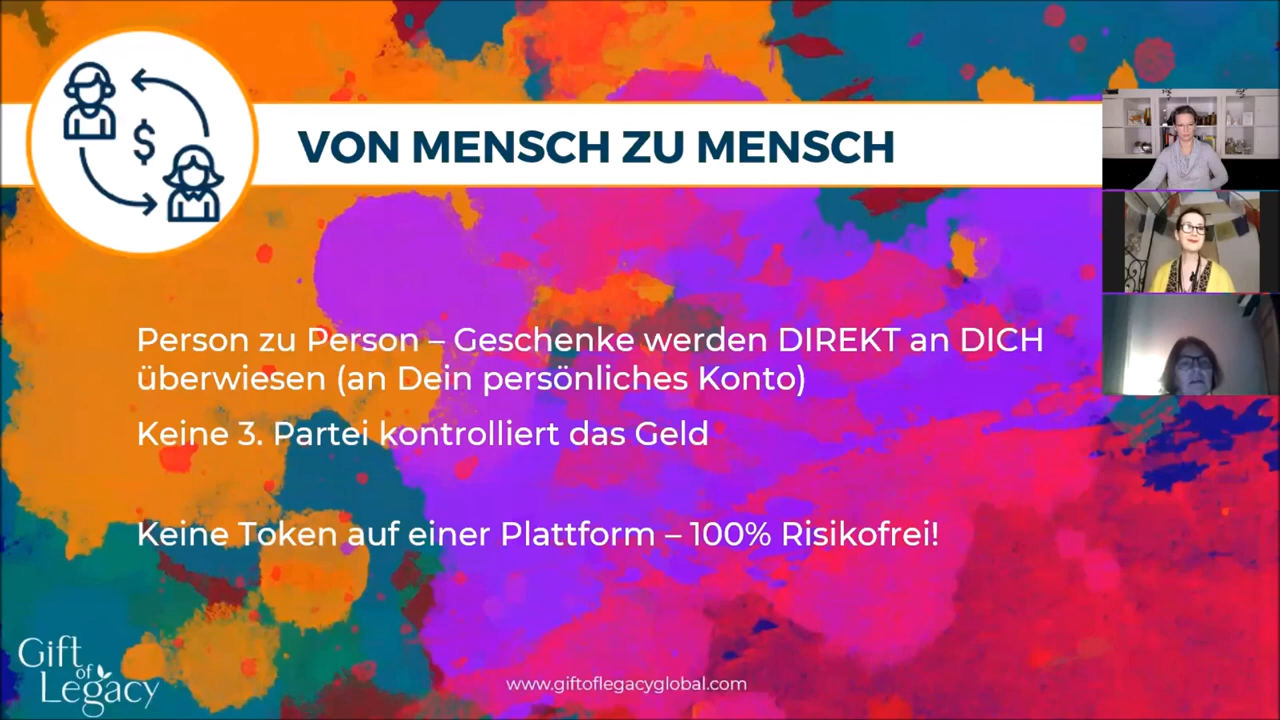 $
VON MENSCH ZU MENSCH
Person zu Person – Geschenke werden DIREKT an DICH
überwiesen (an Dein persönliches Konto)
Keine 3. Partei kontrolliert das Geld
Keine Token auf einer Plattform – 100% Risikofrei!
Gift
of
Legacy
www.giftoflegacyglobal.com